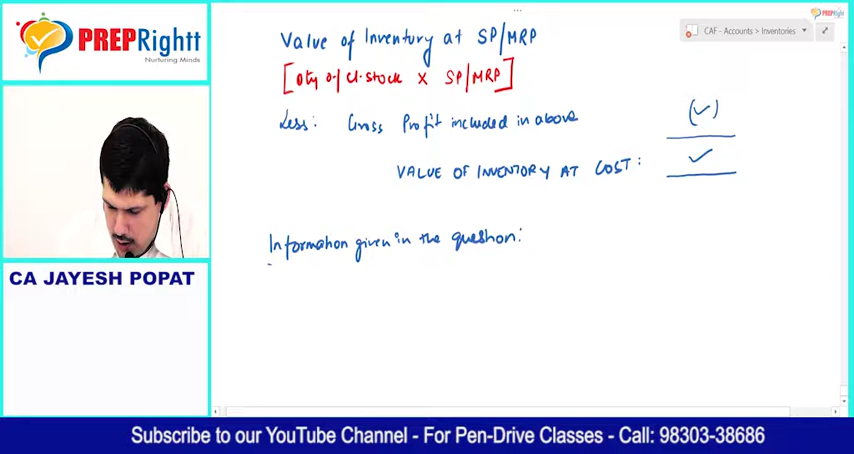 PREPRightt
Nurturing Minds
CA JAYESH POPAT
Value of Inventory at SP/MRP
[Qty of Cl. stock X SP/MRP]
Less: Gross Profit included in above (✓)
VALUE OF INVENTORY AT COST: ✓
Information given in the question:
CAF - Accounts > Inventories
PREPRightt
Subscribe to our YouTube Channel - For Pen-Drive Classes - Call: 98303-38686